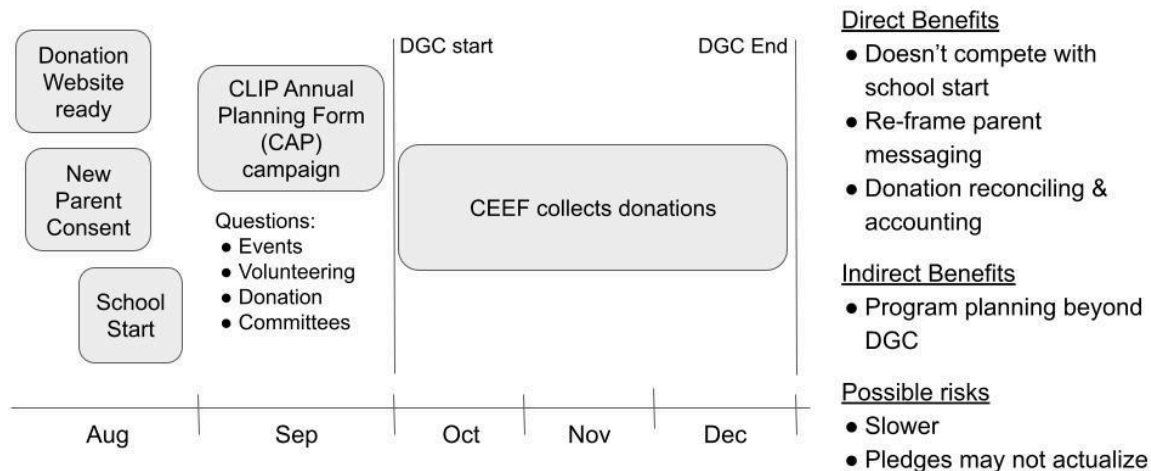 Donation
Website
ready
New
Parent
Consent
School
Start
CLIP Annual
Planning Form
(CAP)
campaign
Questions:
● Events
● Volunteering
● Donation
● Committees
DGC start
DGC End
CEEF collects donations
Aug
Sep
Oct
Nov
Dec
Direct Benefits
● Doesn’t compete with
school start
● Re-frame parent
messaging
● Donation reconciling &
accounting
Indirect Benefits
● Program planning beyond
DGC
Possible risks
● Slower
● Pledges may not actualize